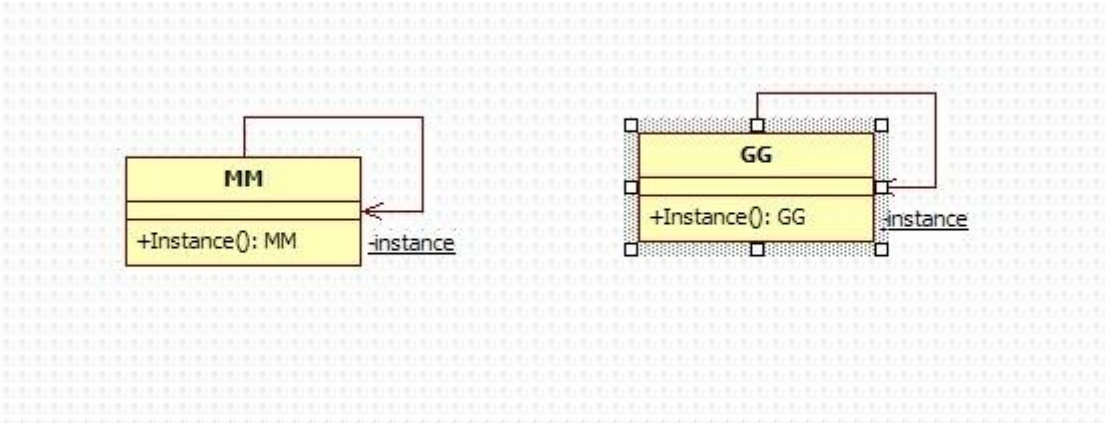 MM
+Instance(): MM
-instance
GG
+Instance(): GG
-instance